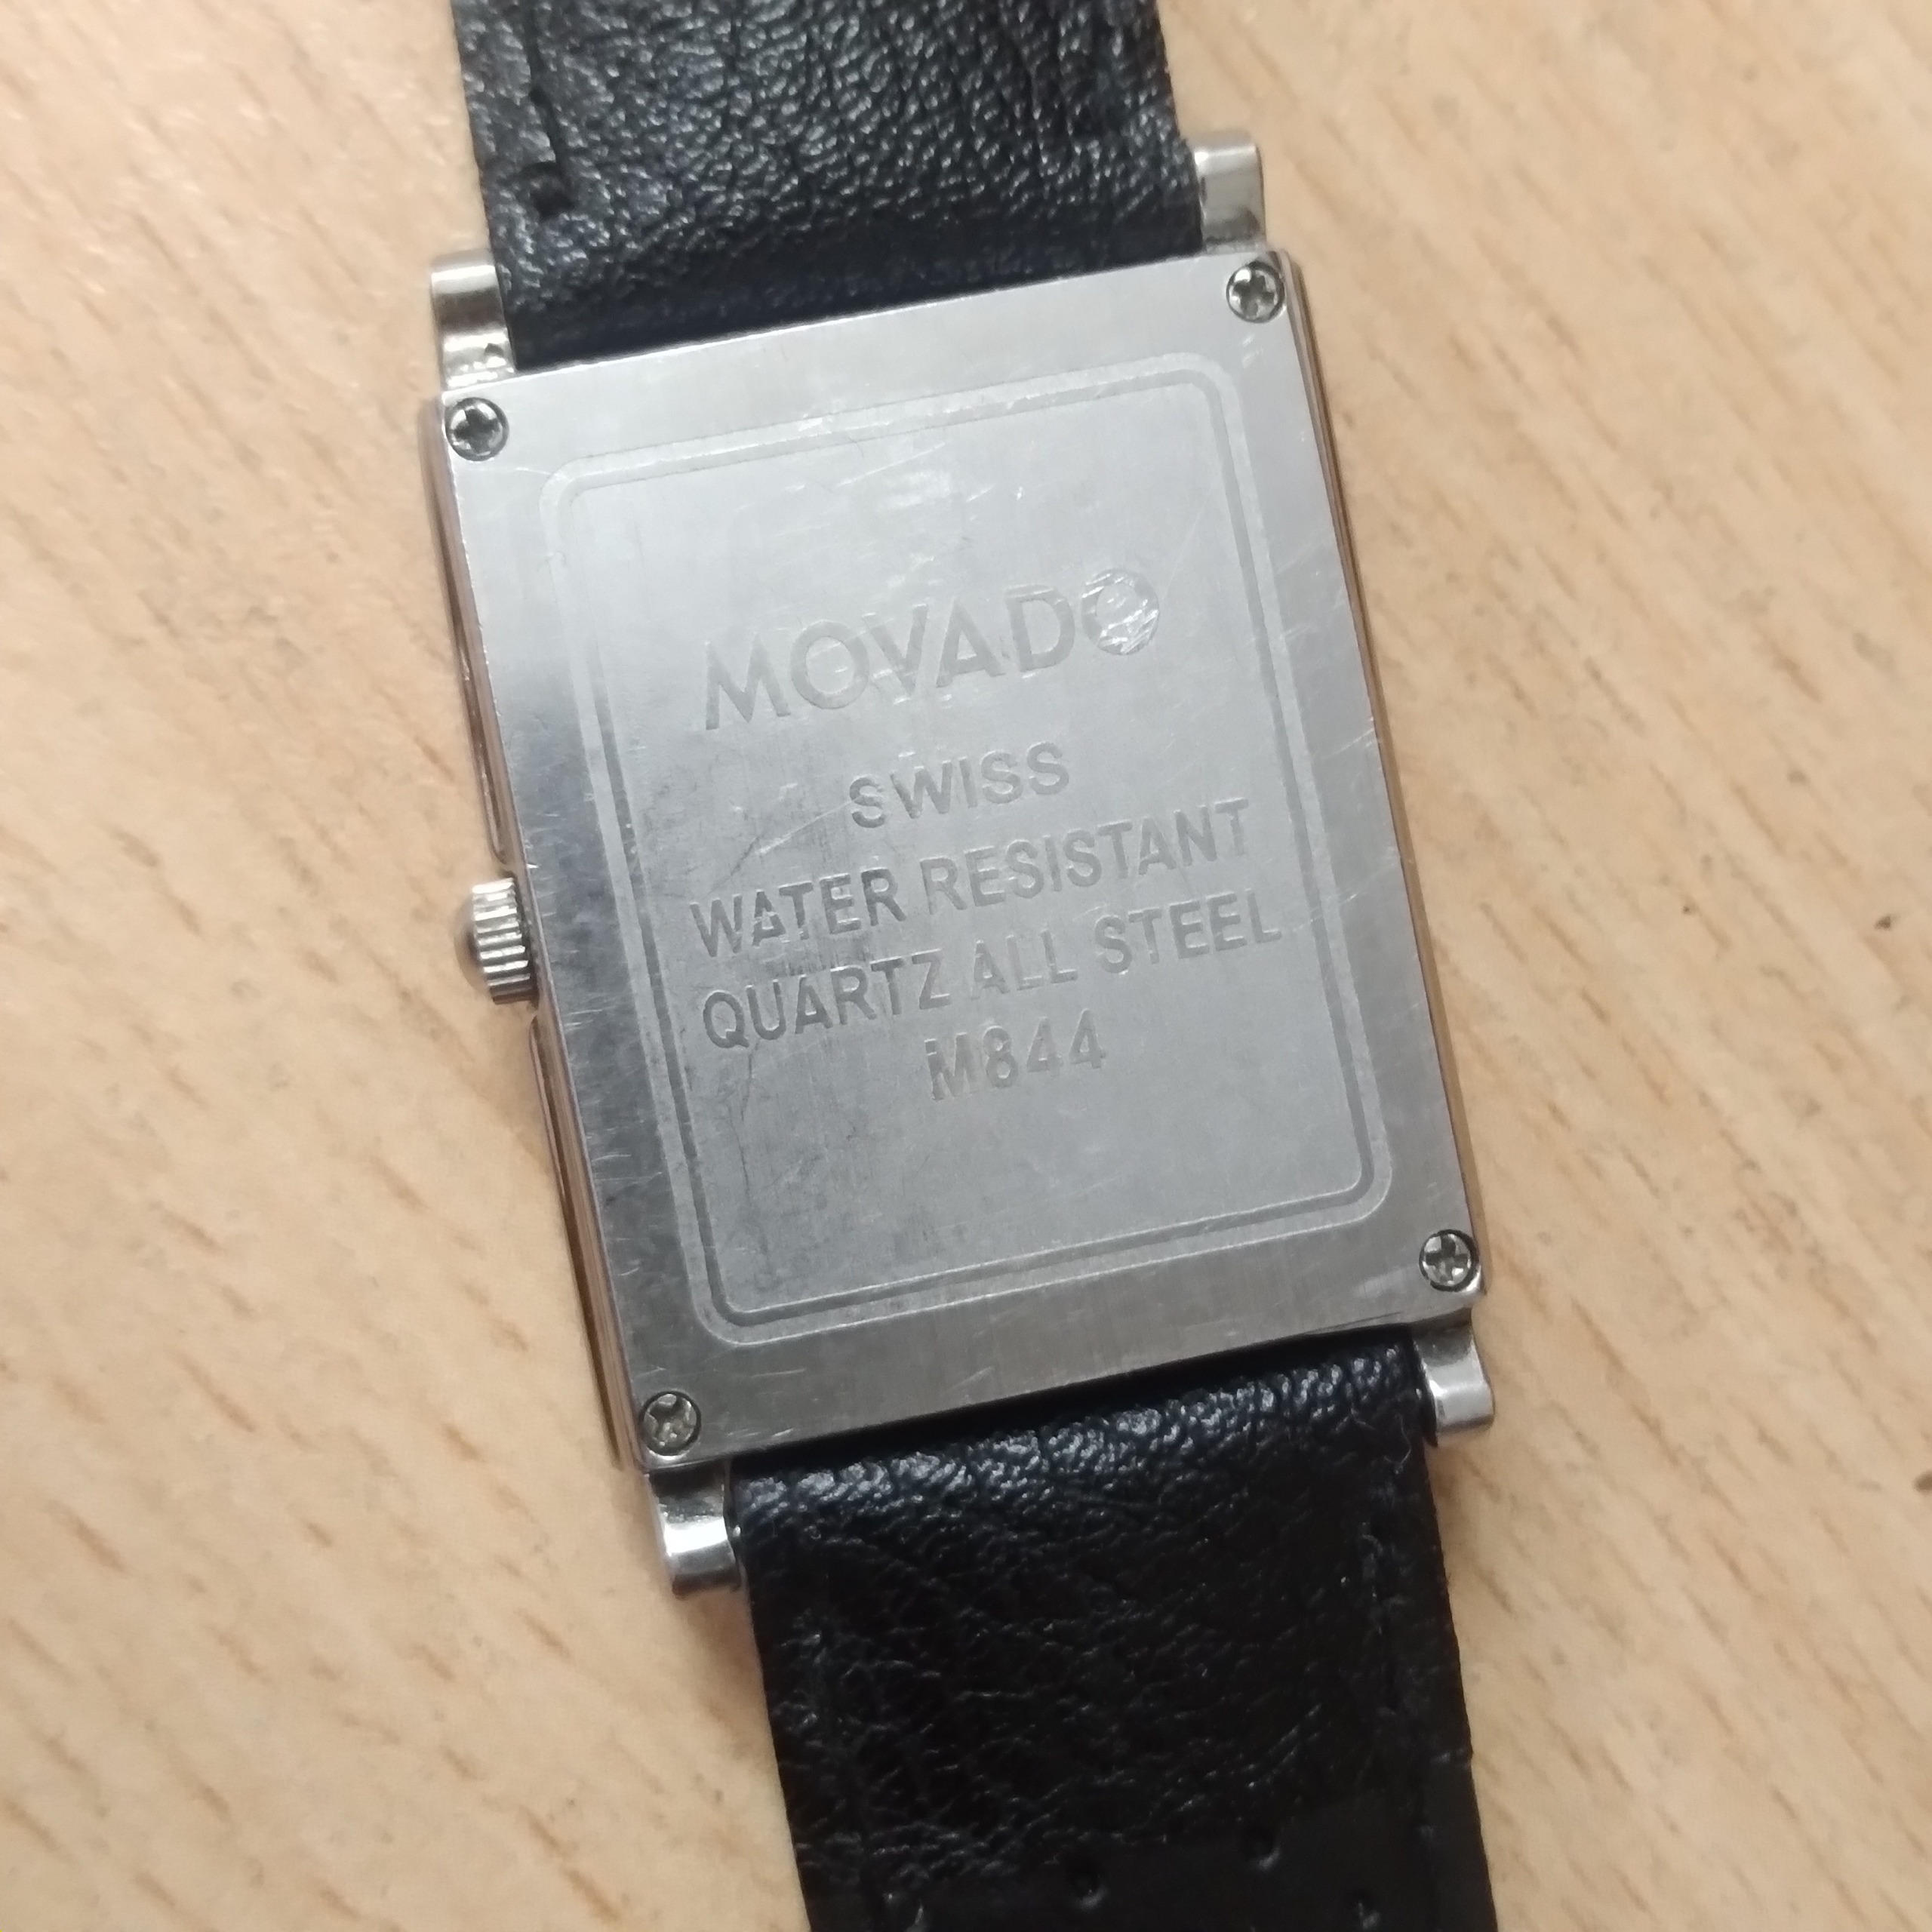 MOVADO
SWISS
WATER RESISTANT
QUARTZ ALL STEEL
M844